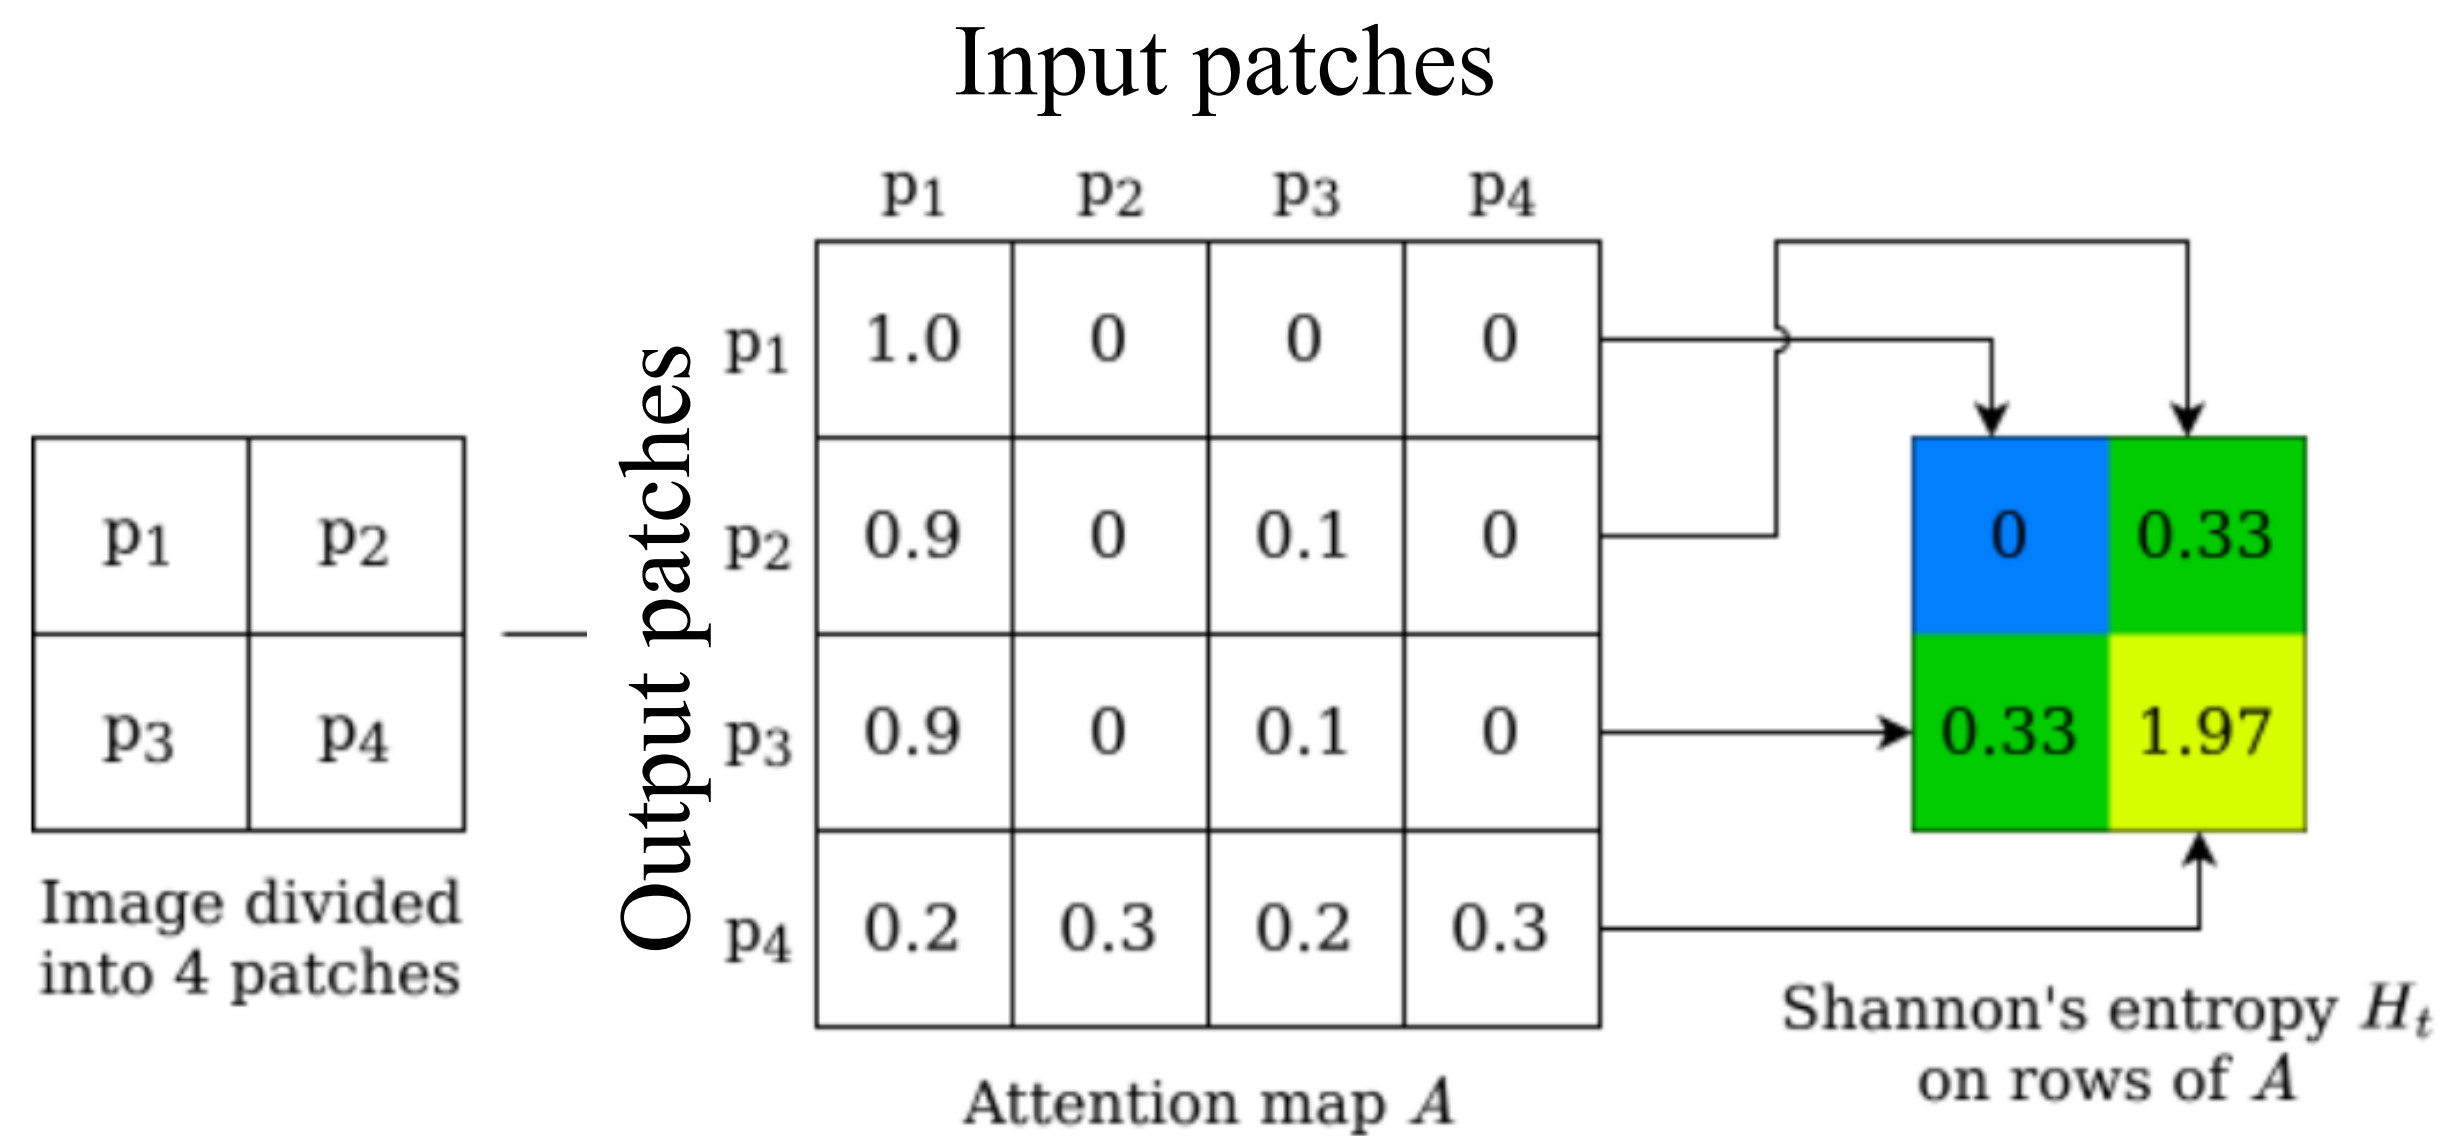 Input patches
p1 p2 p3 p4
Output patches
p1 1.0 0 0 0
p2 0.9 0 0.1 0
p3 0.9 0 0.1 0
p4 0.2 0.3 0.2 0.3
p1 p2
p3 p4
Image divided
into 4 patches
Attention map A
0 0.33
0.33 1.97
Shannon's entropy Ht
on rows of A